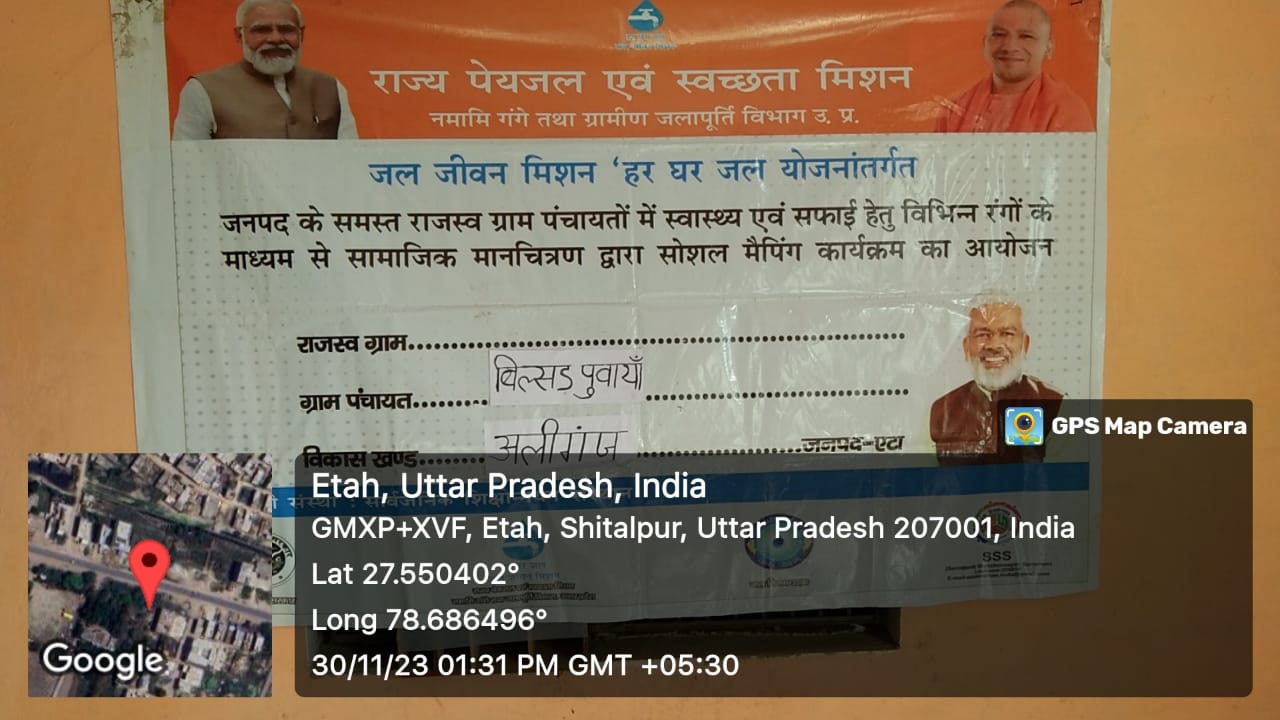 राज्य पेयजल एवं स्वच्छता मिशन
नमामि गंगे तथा ग्रामीण जलापूर्ति विभाग उ. प्र.
जल जीवन मिशन ‘हर घर जल योजनांतर्गत
जनपद के समस्त राजस्व ग्राम पंचायतों में स्वास्थ्य एवं सफाई हेतु विभिन्न रंगों के
माध्यम से सामाजिक मानचित्रण द्वारा सोशल मैपिंग कार्यक्रम का आयोजन
राजस्व ग्राम
ग्राम पंचायत बिल्सड़ पुवायाँ
विकास खण्ड अलीगंज जनपद-एटा
GPS Map Camera
संस्था : सार्वजनिक
SSS
Etah, Uttar Pradesh, India
GMXP+XVF, Etah, Shitalpur, Uttar Pradesh 207001, India
Lat 27.550402°
Long 78.686496°
30/11/23 01:31 PM GMT +05:30
Google